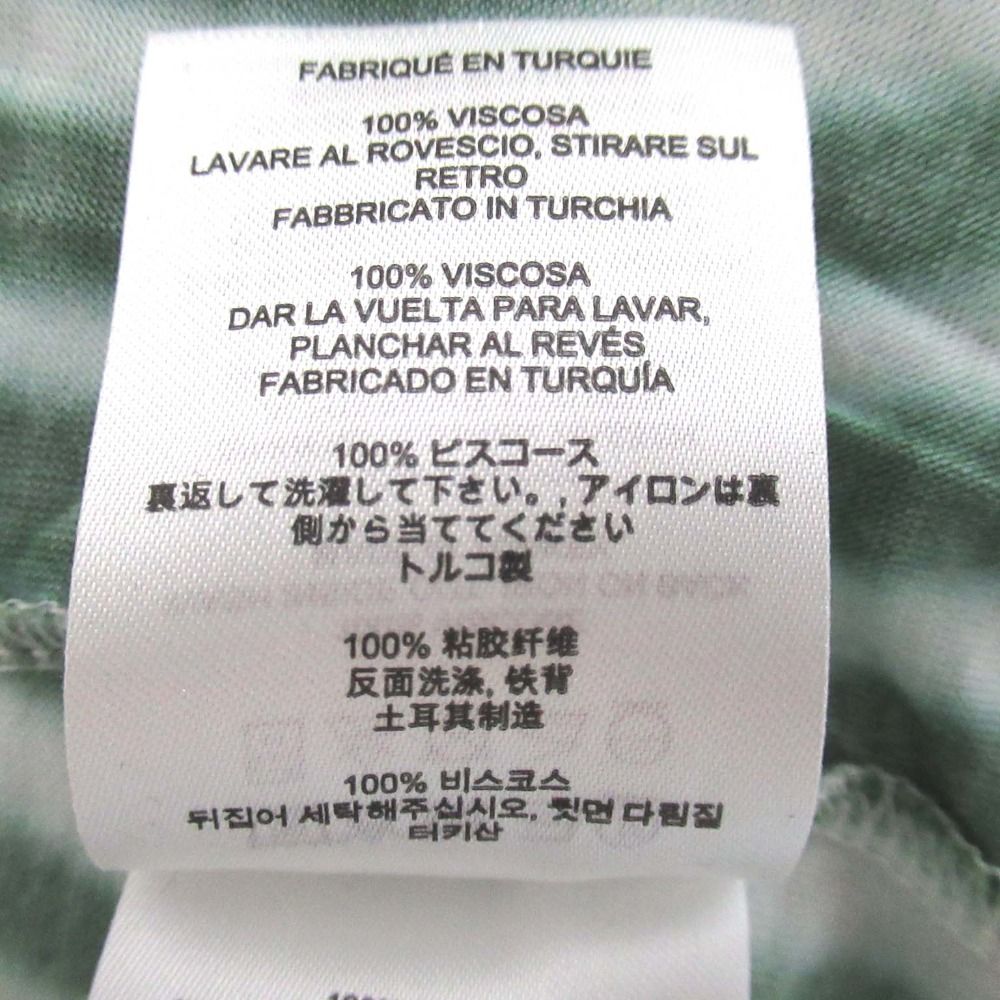 FABRIQUÉ EN TURQUIE
100% VISCOSA
LAVARE AL ROVESCIO, STIRARE SUL
RETRO
FABBRICATO IN TURCHIA
100% VISCOSA
DAR LA VUELTA PARA LAVAR,
PLANCHAR AL REVÉS
FABRICADO EN TURQUÍA
100% ビスコース
裏返して洗濯して下さい。, アイロンは裏
側から当ててください
トルコ製
100% 粘胶纤维
反面洗涤, 铁背
土耳其制造
100% 비스코스
뒤집어 세탁해주십시오, 뒷면 다림질
터키산